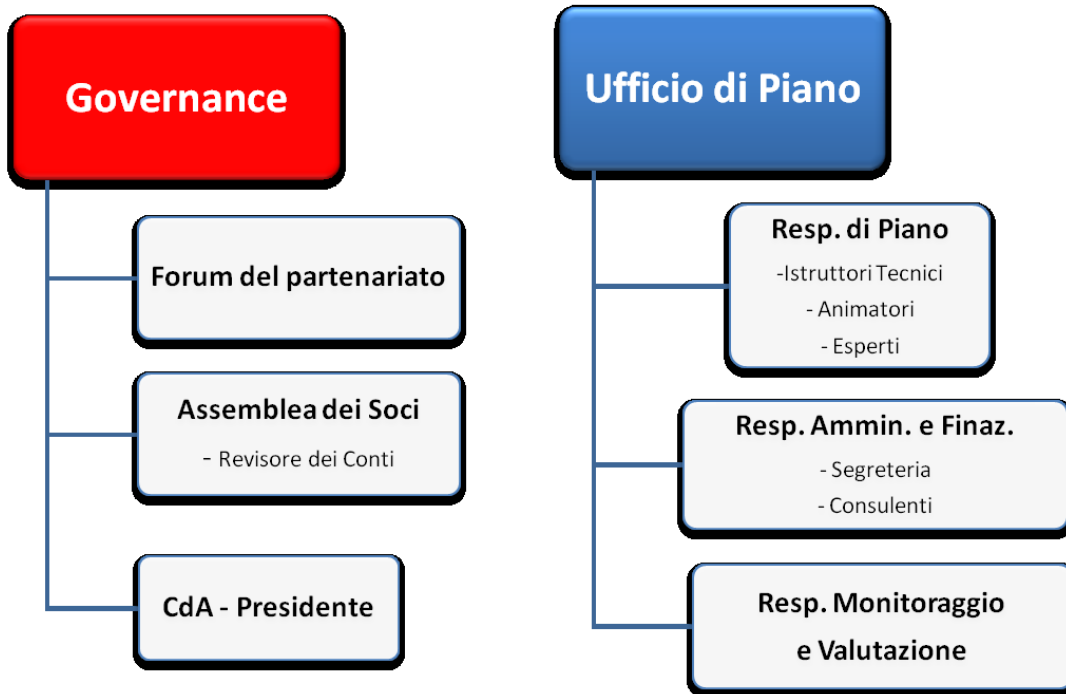 Governance
Forum del partenariato
Assemblea dei Soci
- Revisore dei Conti
CdA - Presidente
Ufficio di Piano
Resp. di Piano
-Istruttori Tecnici
- Animatori
- Esperti
Resp. Ammin. e Finaz.
- Segreteria
- Consulenti
Resp. Monitoraggio
e Valutazione